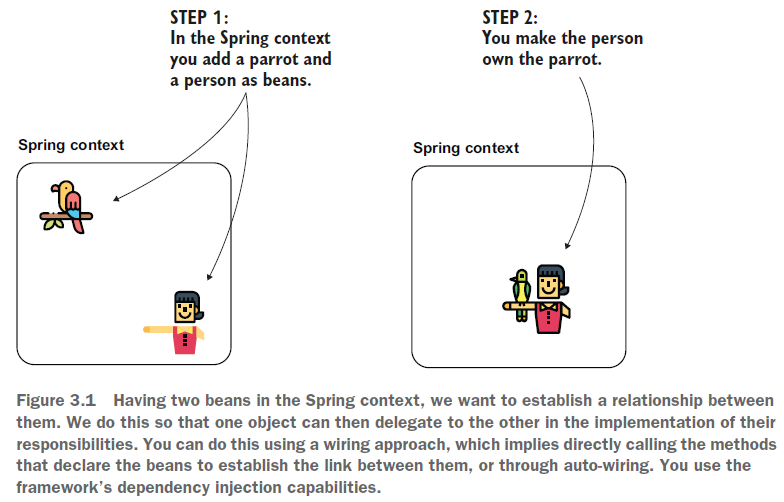 STEP 1:
In the Spring context
you add a parrot and
a person as beans.
STEP 2:
You make the person
own the parrot.
Spring context
Spring context
Figure 3.1 Having two beans in the Spring context, we want to establish a relationship between
them. We do this so that one object can then delegate to the other in the implementation of their
responsibilities. You can do this using a wiring approach, which implies directly calling the methods
that declare the beans to establish the link between them, or through auto-wiring. You use the
framework’s dependency injection capabilities.